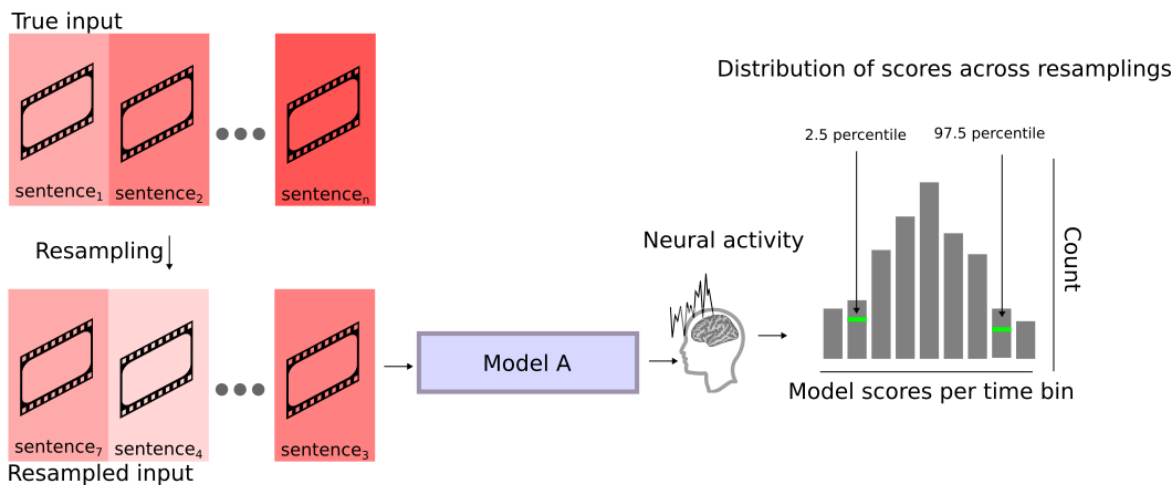 True input
sentence₁
sentence₂
sentenceₙ
Resampling
sentence₇
sentence₄
sentence₃
Resampled input
Model A
Neural activity
Distribution of scores across resamplings
2.5 percentile
97.5 percentile
Count
Model scores per time bin